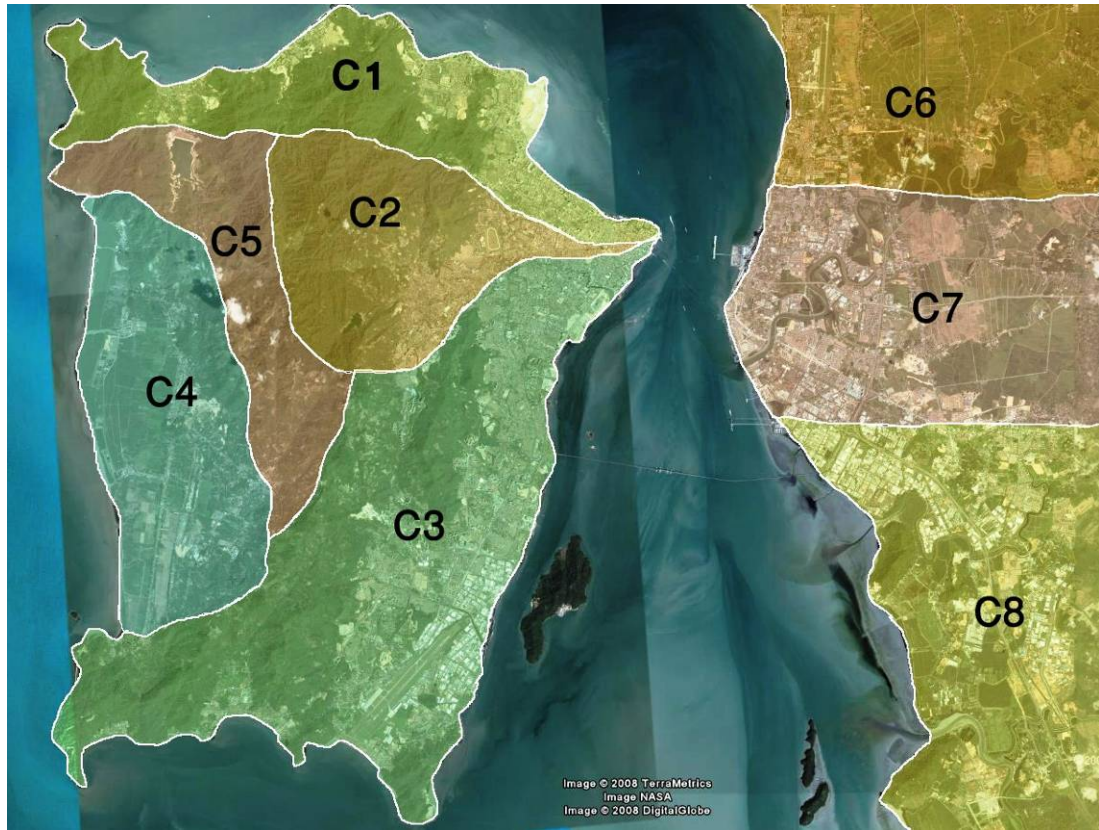 C1
C6
C2
C5
C7
C4
C3
C8
Image © 2008 TerraMetrics
Image NASA
Image © 2008 DigitalGlobe